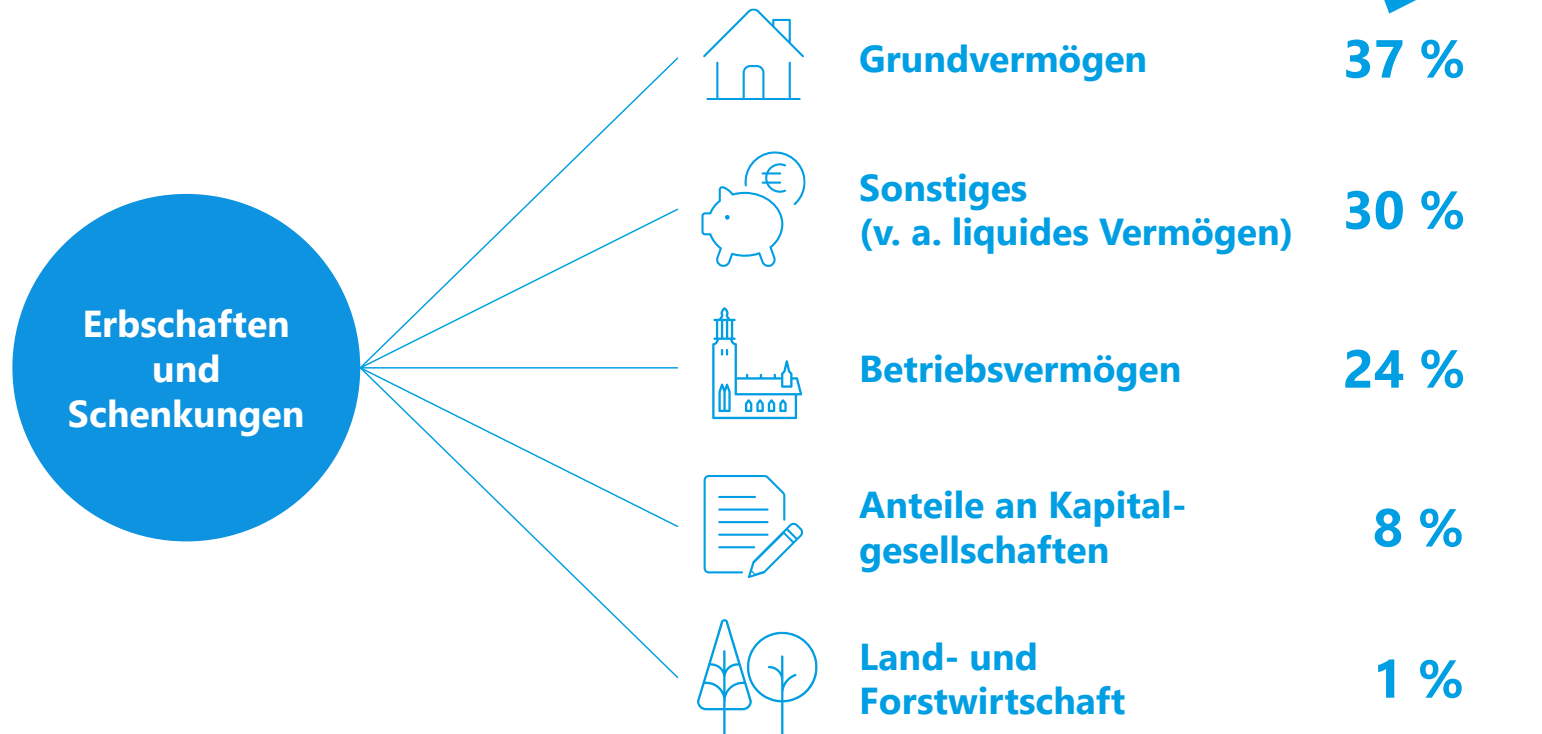 Erbschaften
und
Schenkungen
Grundvermögen 37 %
Sonstiges
(v. a. liquides Vermögen) 30 %
Betriebsvermögen 24 %
Anteile an Kapital-
gesellschaften 8 %
Land- und
Forstwirtschaft 1 %